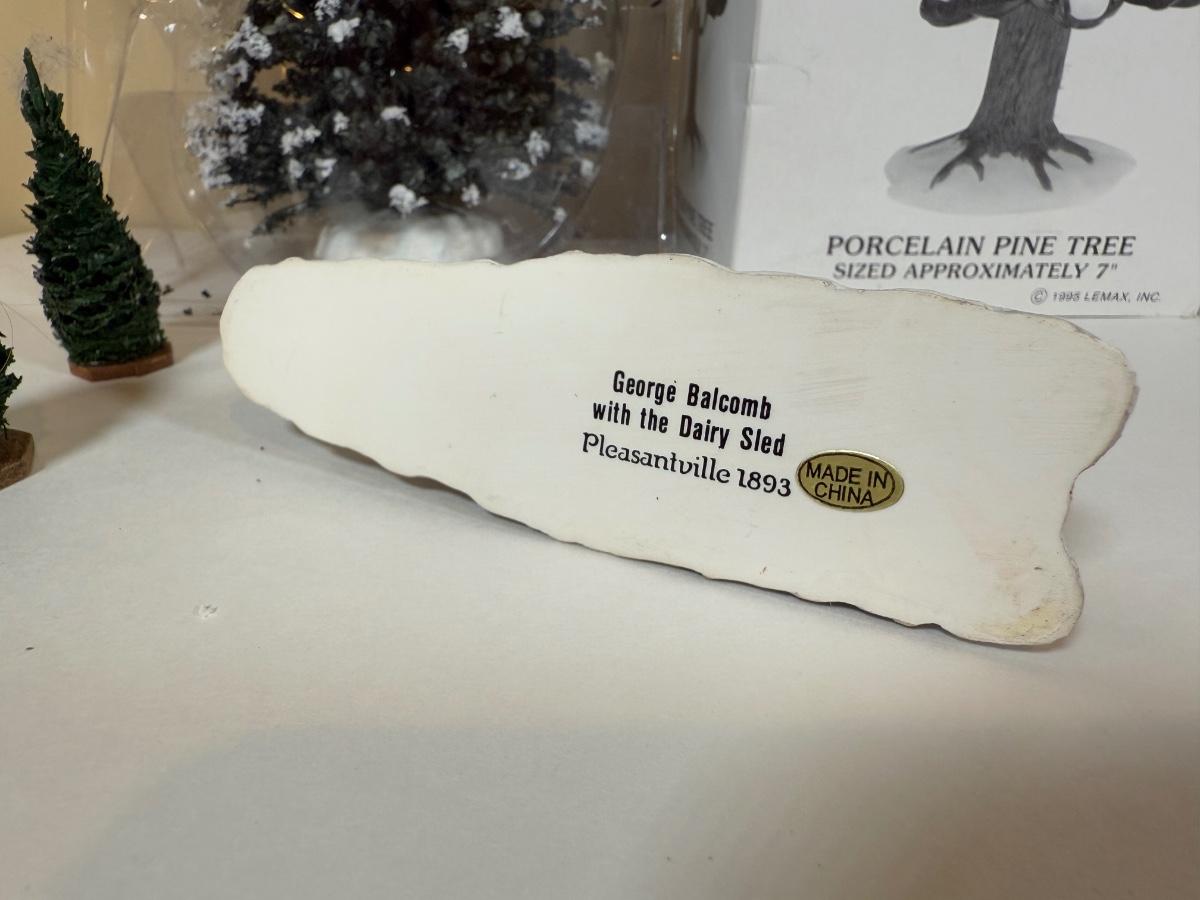 PORCELAIN PINE TREE
SIZED APPROXIMATELY 7"
© 1995 LEMAX, INC.
George Balcomb
with the Dairy Sled
Pleasantville 1893
MADE IN
CHINA